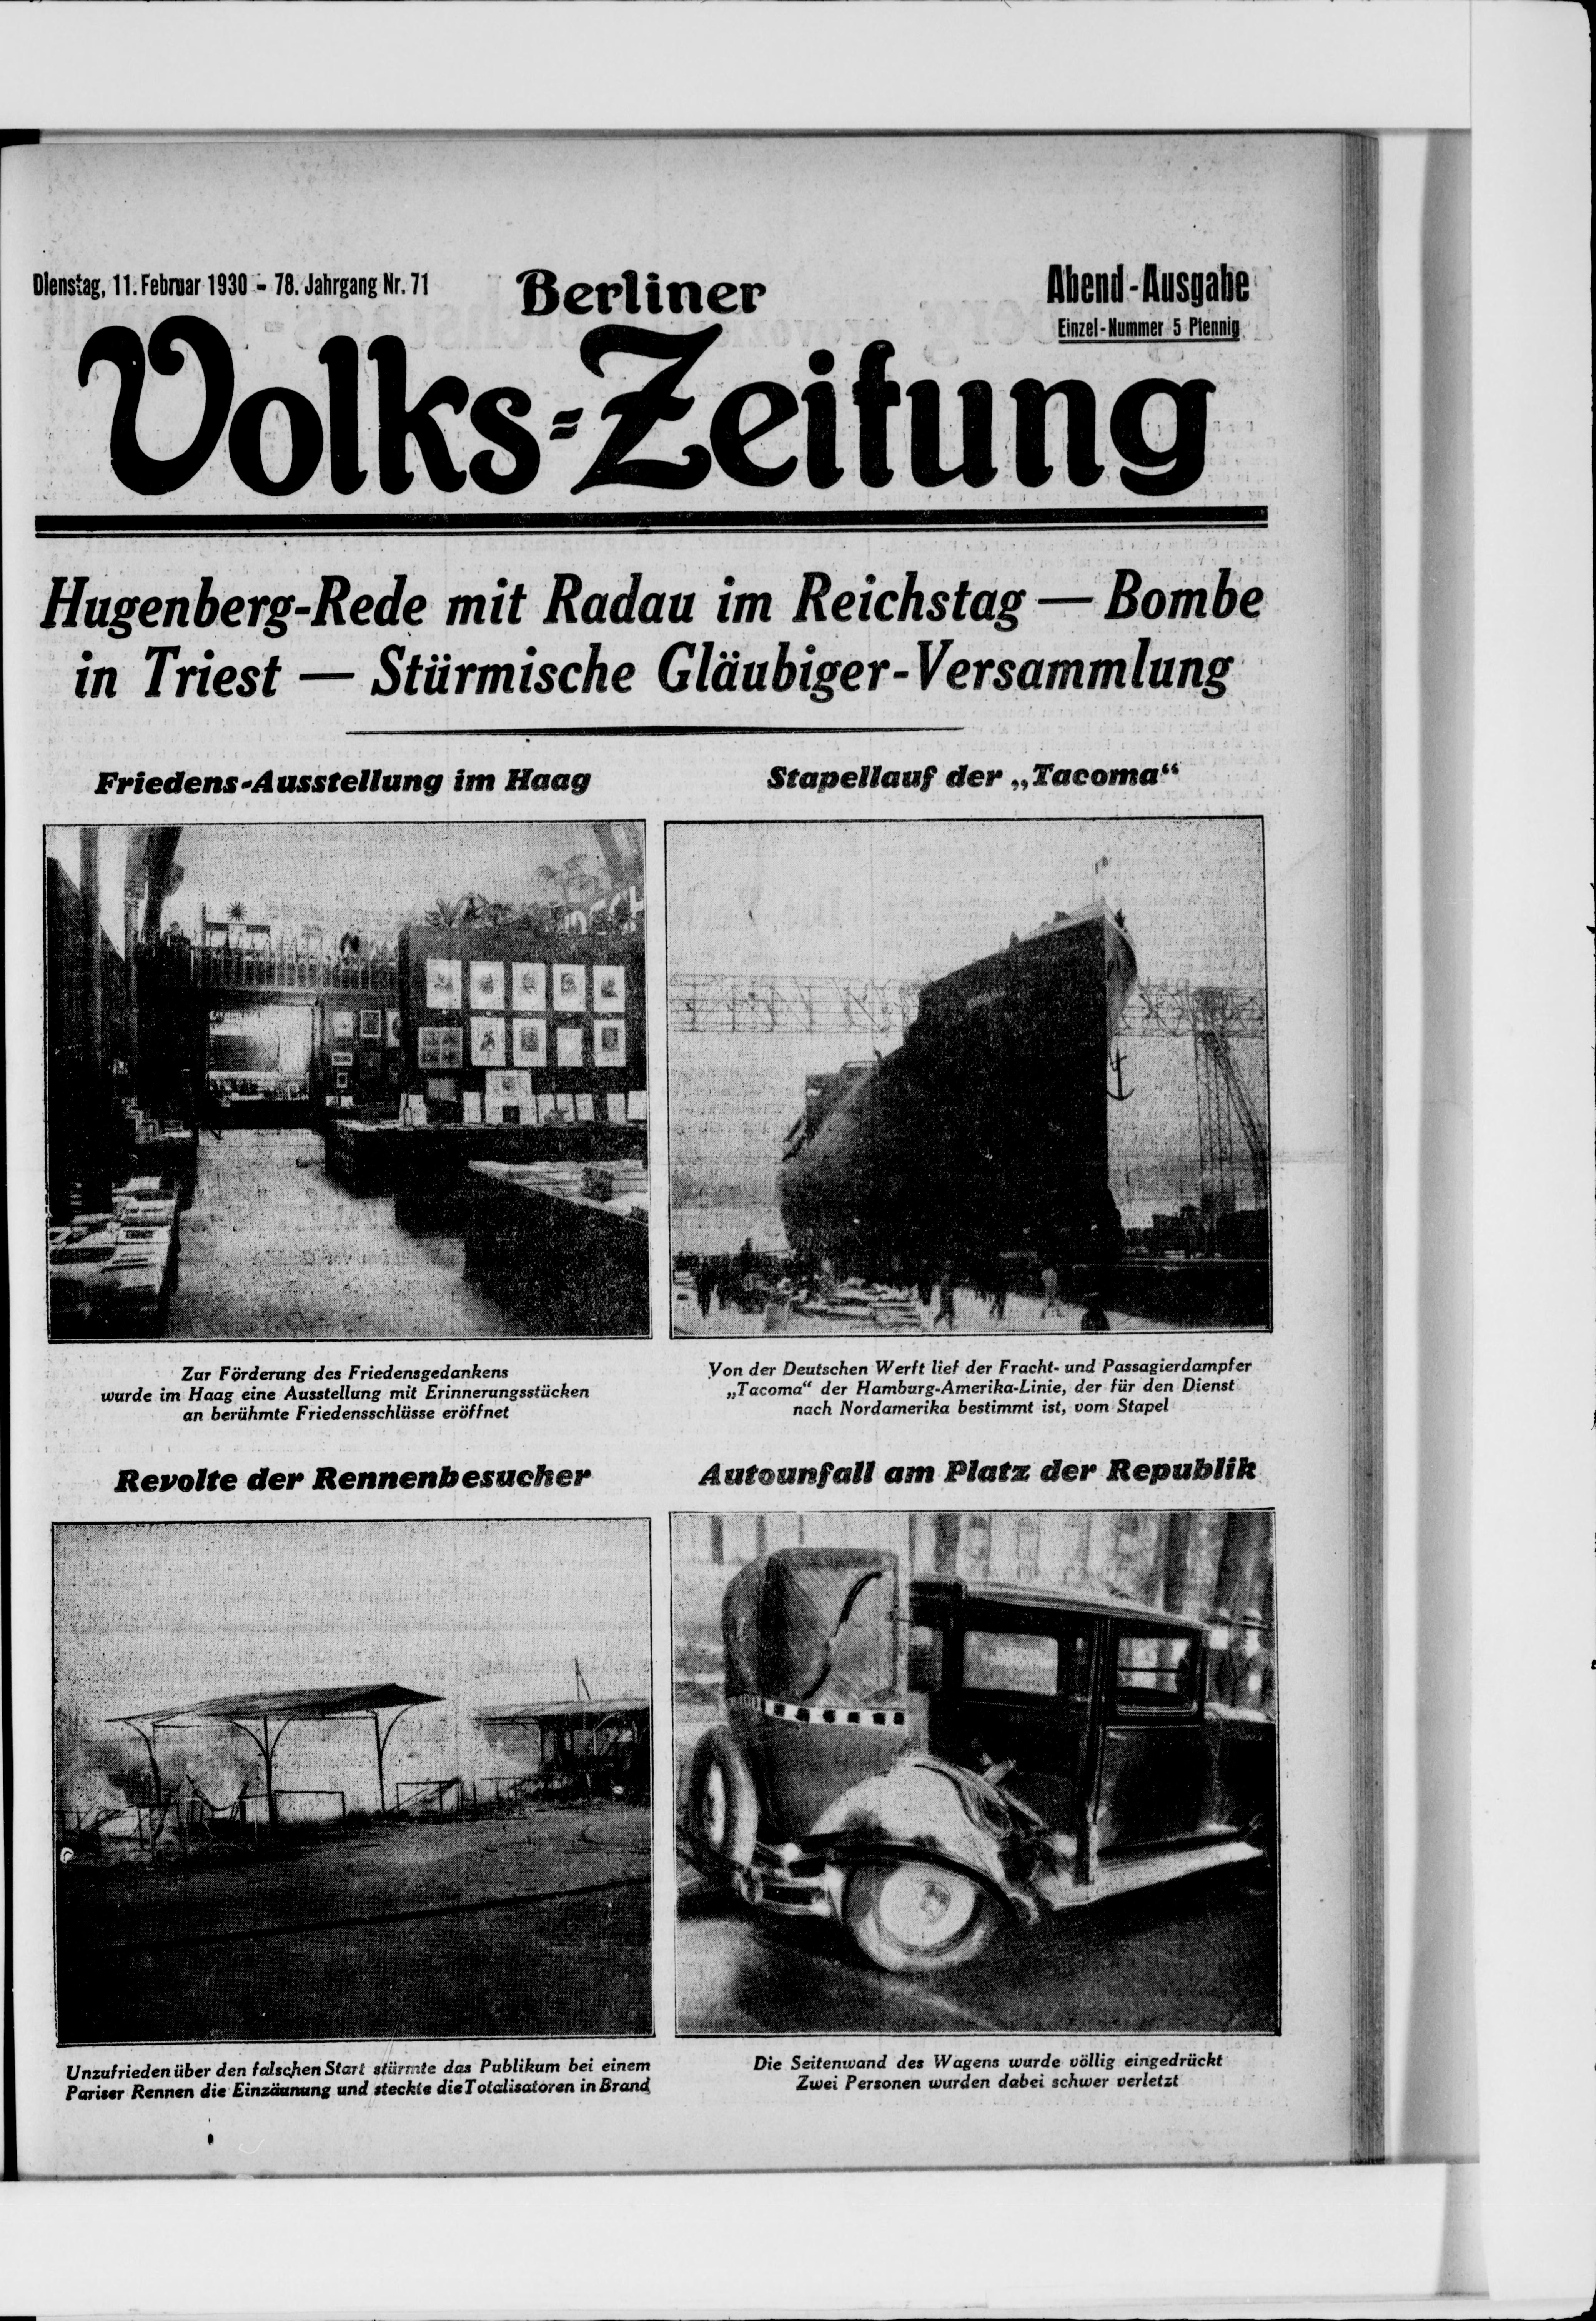 Dienstag, 11. Februar 1930 - 78. Jahrgang Nr. 71
Berliner
Abend-Ausgabe
Einzel-Nummer 5 Pfennig
Volks-Zeitung
Hugenberg-Rede mit Radau im Reichstag — Bombe
in Triest — Stürmische Gläubiger-Versammlung
Friedens-Ausstellung im Haag
Zur Förderung des Friedensgedankens
wurde im Haag eine Ausstellung mit Erinnerungsstücken
an berühmte Friedensschlüsse eröffnet
Stapellauf der „Tacoma“
Von der Deutschen Werft lief der Fracht- und Passagierdampfer
„Tacoma“ der Hamburg-Amerika-Linie, der für den Dienst
nach Nordamerika bestimmt ist, vom Stapel
Revolte der Rennenbesucher
Unzufrieden über den falschen Start stürmte das Publikum bei einem
Pariser Rennen die Einzäunung und steckte die Totalisatoren in Brand
Autounfall am Platz der Republik
Die Seitenwand des Wagens wurde völlig eingedrückt
Zwei Personen wurden dabei schwer verletzt